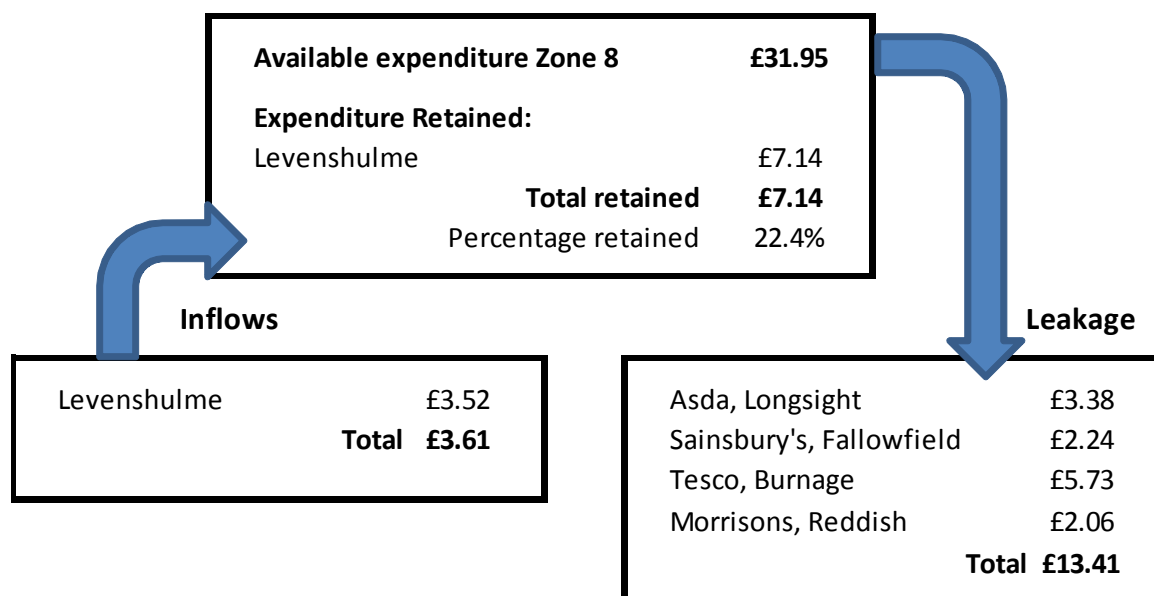 Available expenditure Zone 8 £31.95
Expenditure Retained:
Levenshulme £7.14
Total retained £7.14
Percentage retained 22.4%
Inflows
Levenshulme £3.52
Total £3.61
Leakage
Asda, Longsight £3.38
Sainsbury's, Fallowfield £2.24
Tesco, Burnage £5.73
Morrisons, Reddish £2.06
Total £13.41